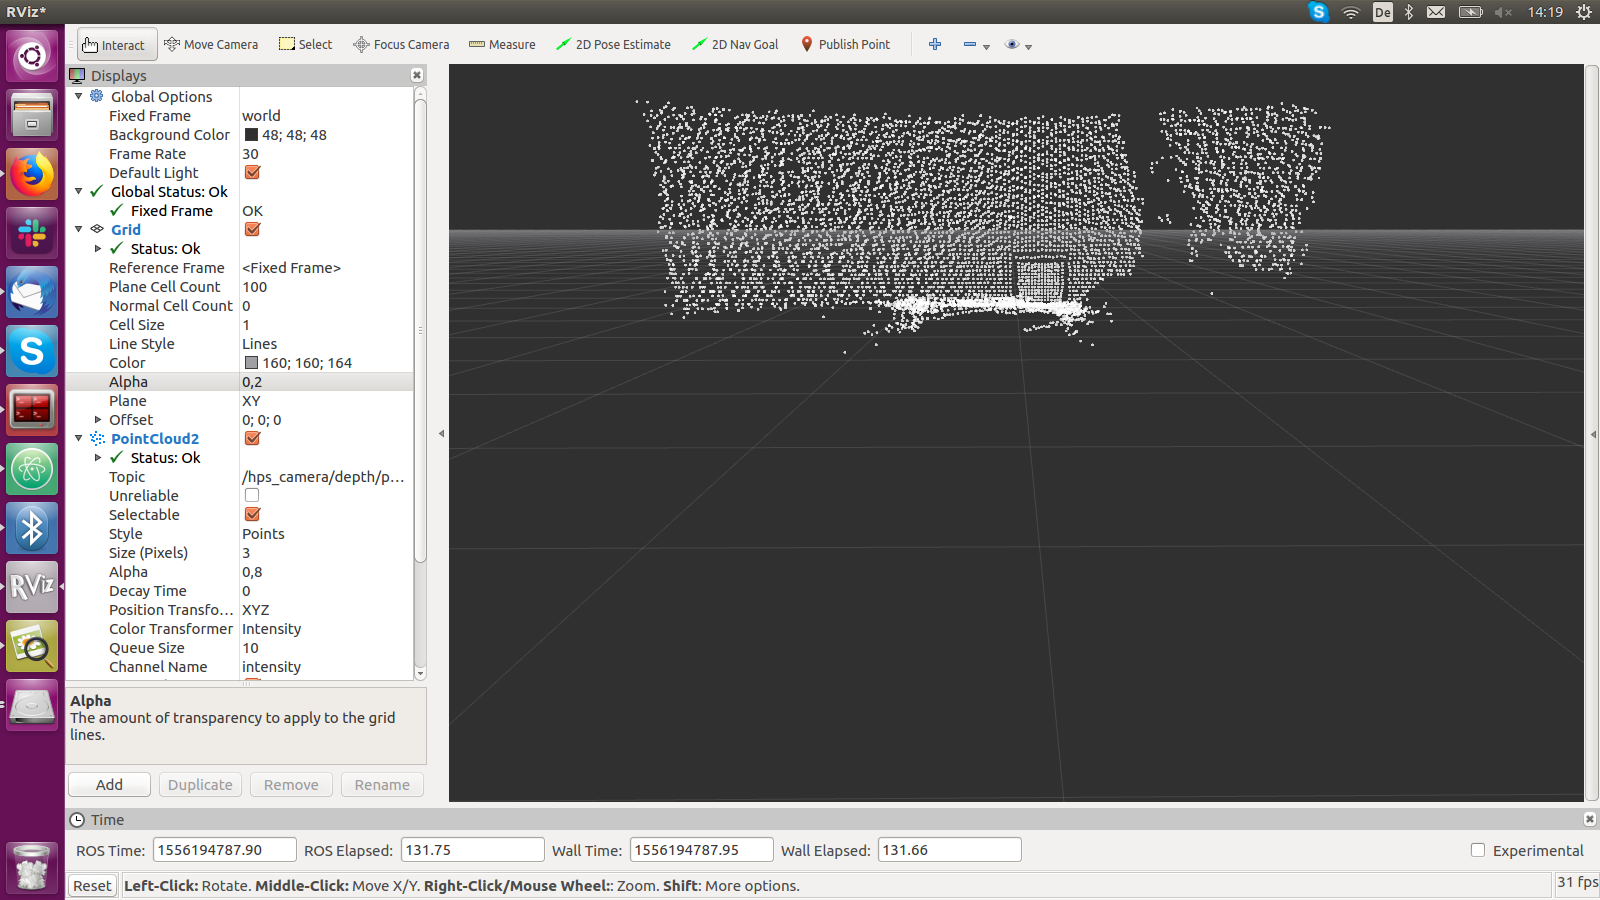 RViz*
De
14:19
Interact Move Camera Select Focus Camera Measure 2D Pose Estimate 2D Nav Goal Publish Point
Displays
Global Options
Fixed Frame world
Background Color 48; 48; 48
Frame Rate 30
Default Light
Global Status: Ok
Fixed Frame OK
Grid
Status: Ok
Reference Frame <Fixed Frame>
Plane Cell Count 100
Normal Cell Count 0
Cell Size 1
Line Style Lines
Color 160; 160; 164
Alpha 0,2
Plane XY
Offset 0; 0; 0
PointCloud2
Status: Ok
Topic /hps_camera/depth/p...
Unreliable
Selectable
Style Points
Size (Pixels) 3
Alpha 0,8
Decay Time 0
Position Transfo... XYZ
Color Transformer Intensity
Queue Size 10
Channel Name intensity
Alpha
The amount of transparency to apply to the grid
lines.
Add Duplicate Remove Rename
Time
ROS Time: 1556194787.90 ROS Elapsed: 131.75 Wall Time: 1556194787.95 Wall Elapsed: 131.66 Experimental
Reset Left-Click: Rotate. Middle-Click: Move X/Y. Right-Click/Mouse Wheel:: Zoom. Shift: More options. 31 fps
RViz